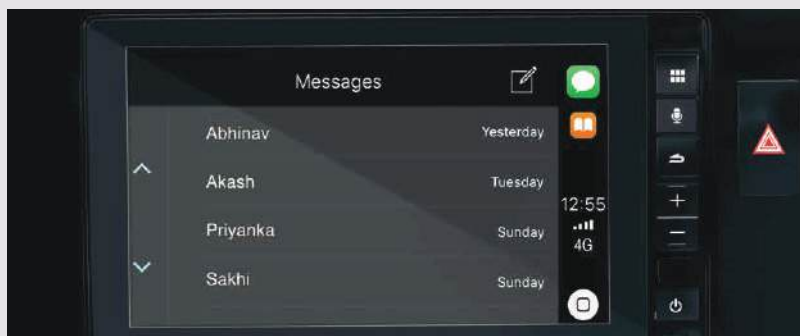 Messages
Abhinav Yesterday
Akash Tuesday
Priyanka Sunday
Sakhi Sunday
12:55
4G